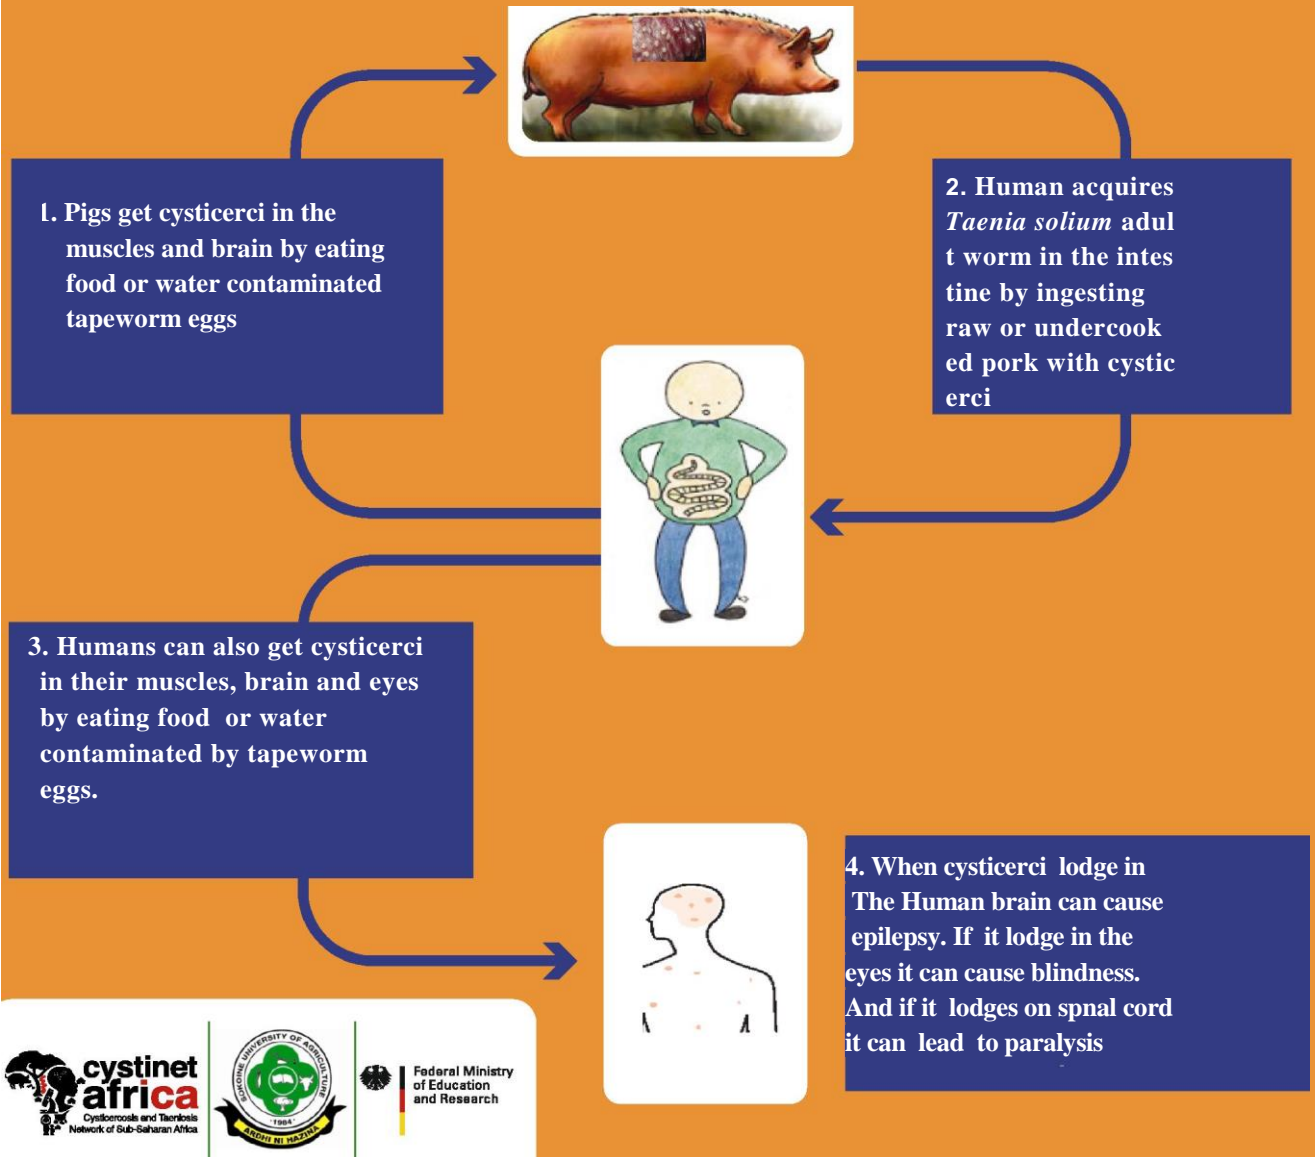 1. Pigs get cysticerci in the
muscles and brain by eating
food or water contaminated
tapeworm eggs
2. Human acquires
Taenia solium adul
t worm in the intes
tine by ingesting
raw or undercook
ed pork with cystic
erci
3. Humans can also get cysticerci
in their muscles, brain and eyes
by eating food or water
contaminated by tapeworm
eggs.
4. When cysticerci lodge in
The Human brain can cause
epilepsy. If it lodge in the
eyes it can cause blindness.
And if it lodges on spnal cord
it can lead to paralysis
cystinet
africa
Cysticercosis and Taeniosis
Network of Sub-Saharan Africa
SOKOINE UNIVERSITY OF AGRICULTURE
· 1984 ·
ARDHI NI HAZINA
Federal Ministry
of Education
and Research